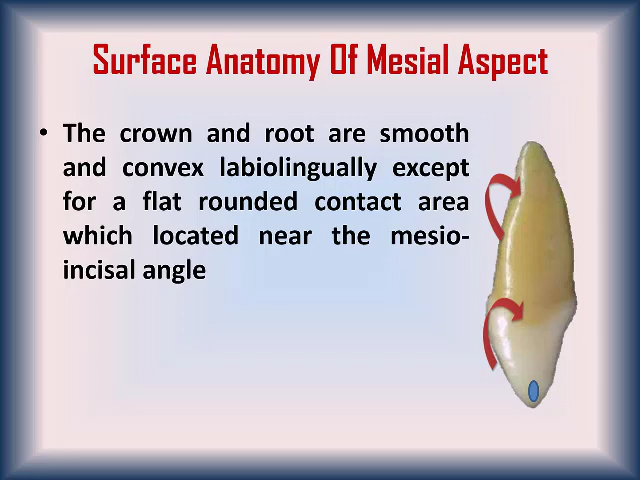 Surface Anatomy Of Mesial Aspect
• The crown and root are smooth
and convex labiolingually except
for a flat rounded contact area
which located near the mesio-
incisal angle